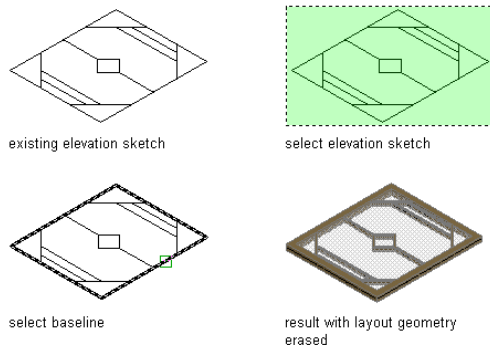 existing elevation sketch
select elevation sketch
select baseline
result with layout geometry
erased